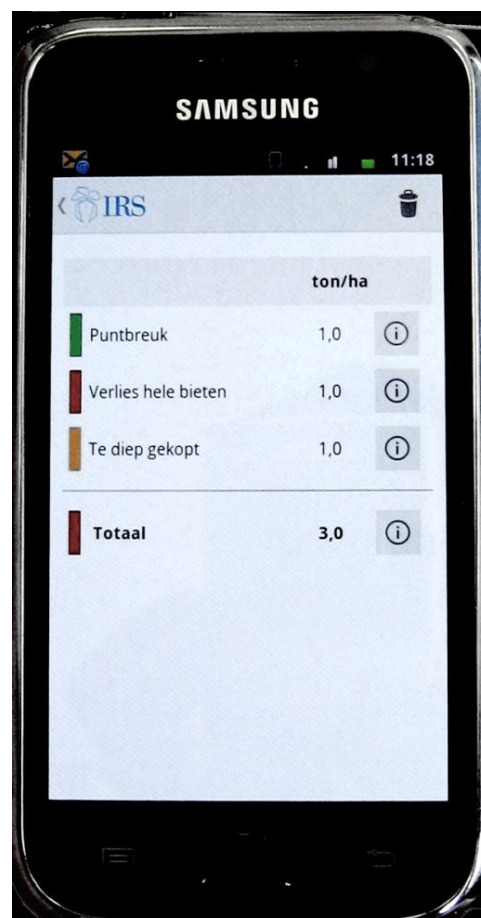 SAMSUNG
11:18
IRS
ton/ha
Puntbreuk 1,0
Verlies hele bieten 1,0
Te diep gekopt 1,0
Totaal 3,0